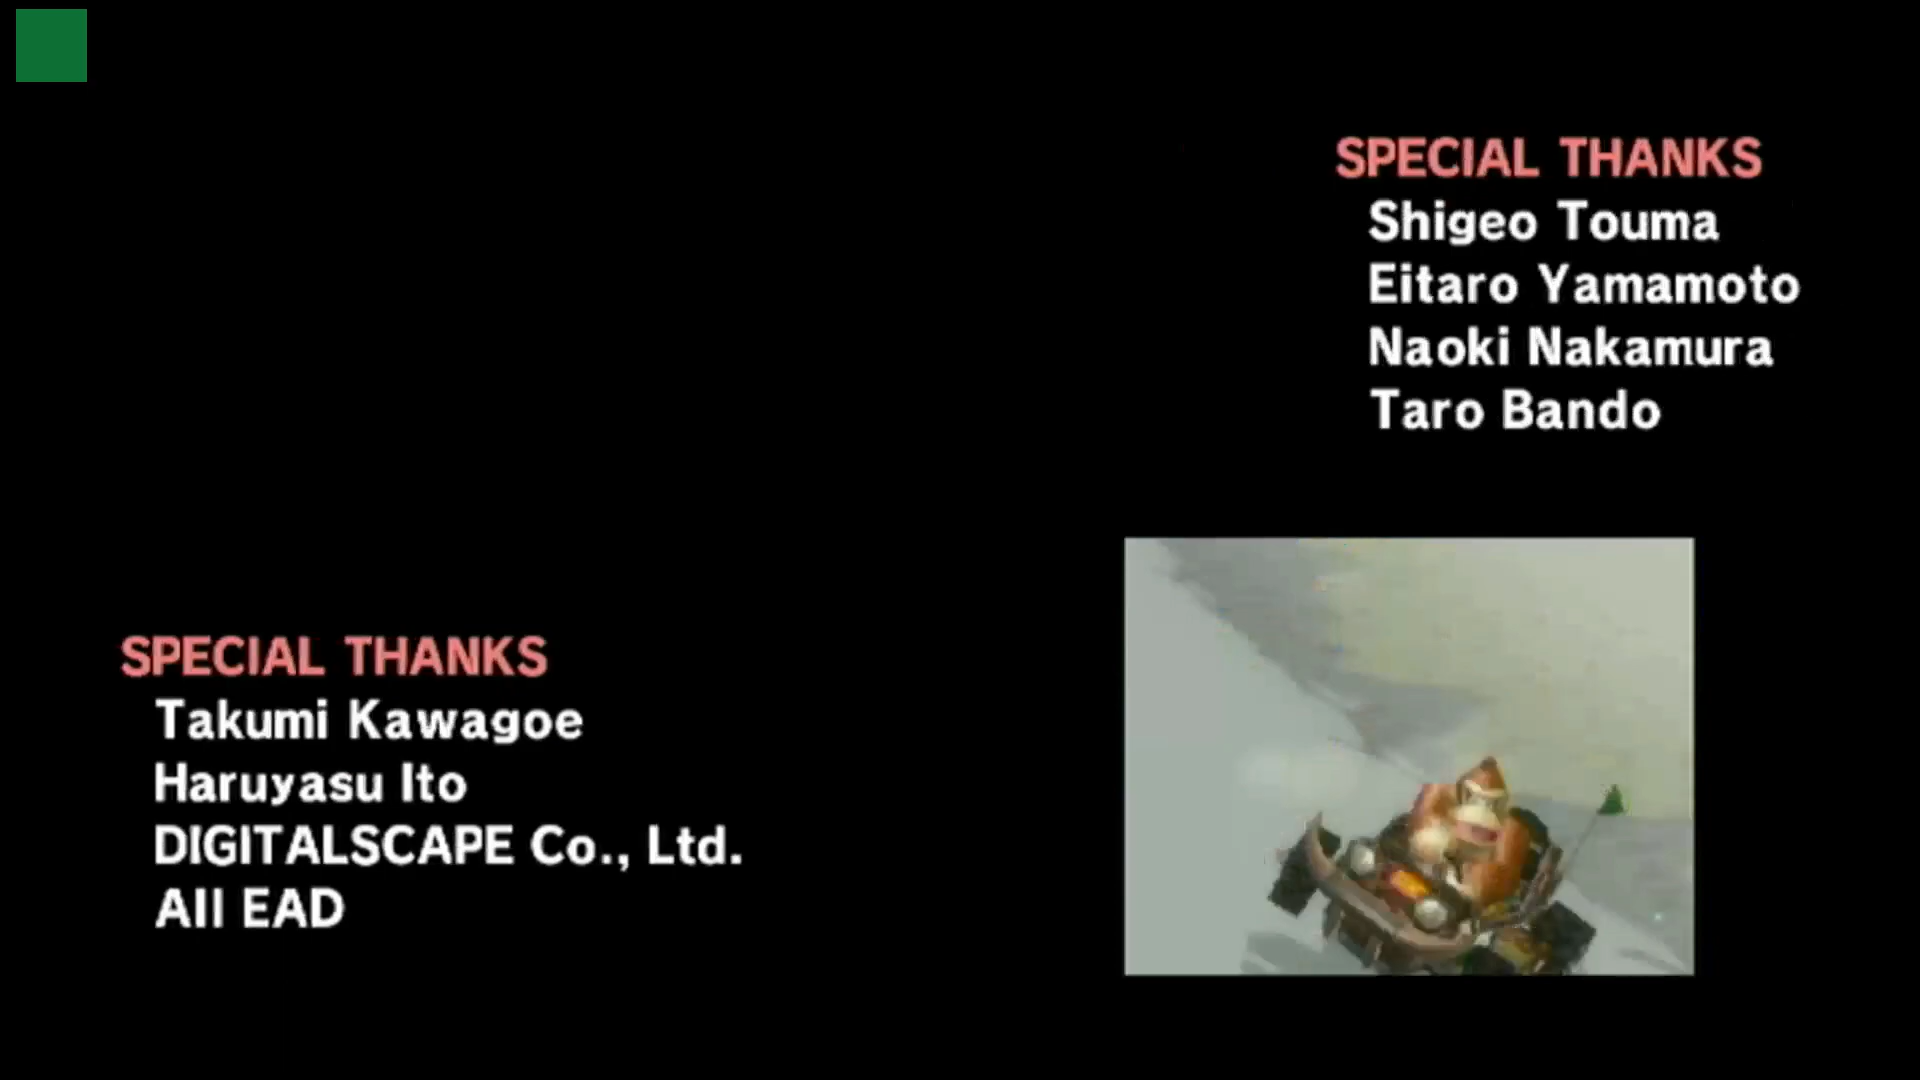 SPECIAL THANKS
Shigeo Touma
Eitaro Yamamoto
Naoki Nakamura
Taro Bando
SPECIAL THANKS
Takumi Kawagoe
Haruyasu Ito
DIGITALSCAPE Co., Ltd.
All EAD